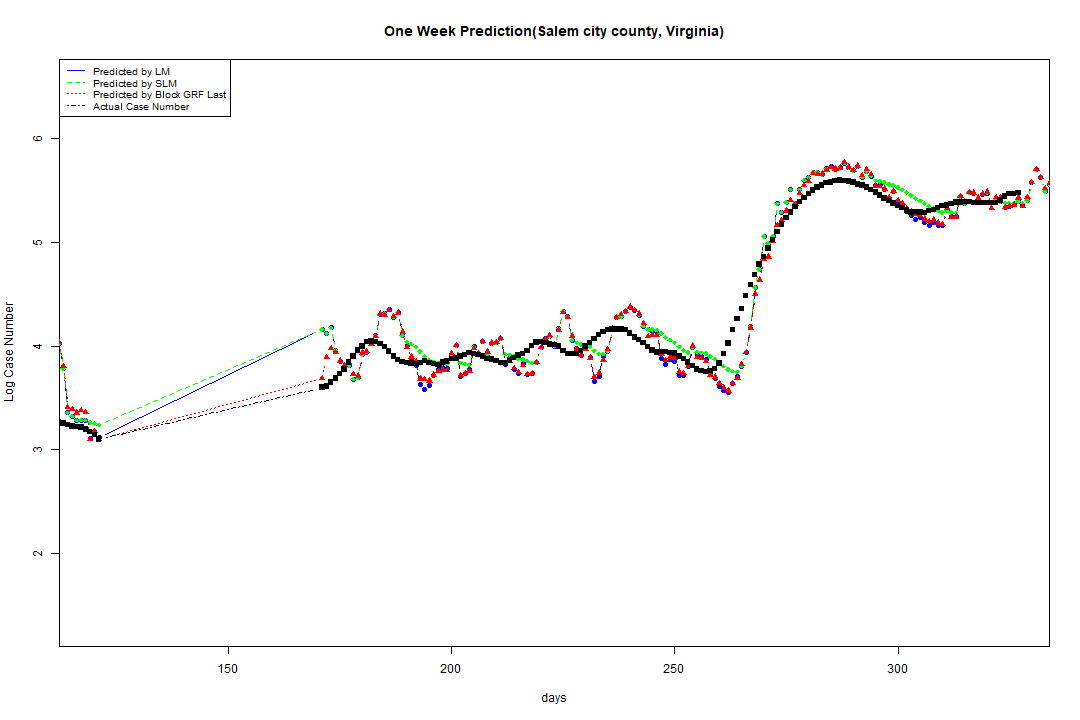 One Week Prediction(Salem city county, Virginia)
Predicted by LM
Predicted by SLM
Predicted by Block GRF Last
Actual Case Number
6
5
4
3
2
Log Case Number
150 200 250 300
days